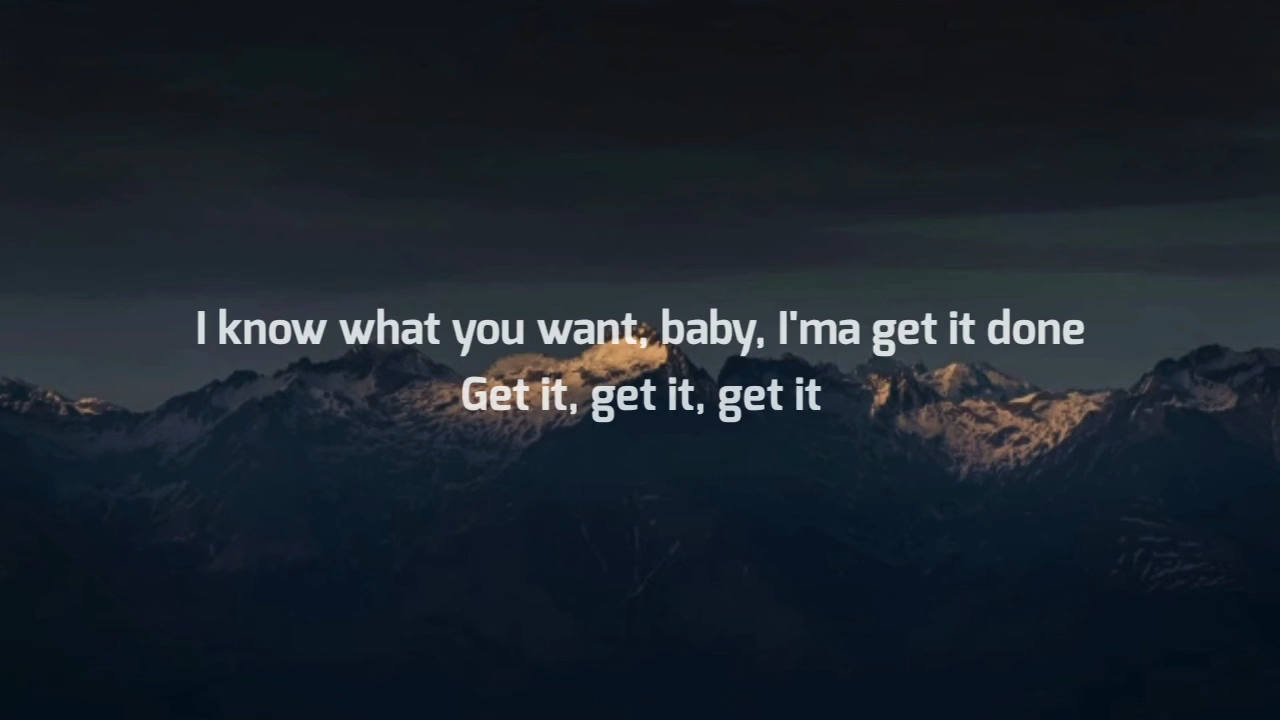 I know what you want, baby, I'ma get it done
Get it, get it, get it